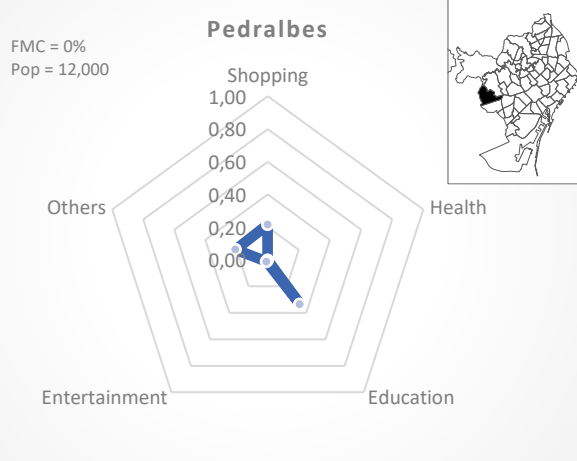 Pedralbes
FMC = 0%
Pop = 12,000
Shopping
1,00
0,80
0,60
0,40
0,20
0,00
Others
Health
Entertainment
Education